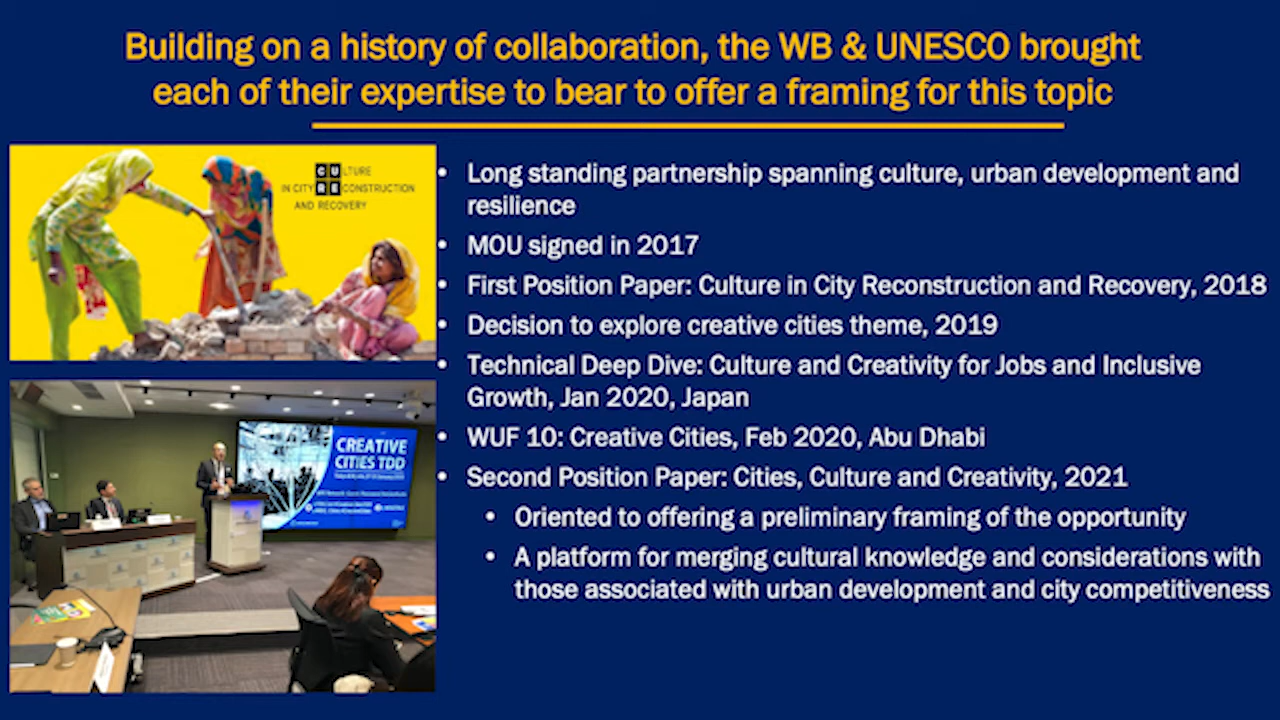 Building on a history of collaboration, the WB & UNESCO brought
each of their expertise to bear to offer a framing for this topic
CULTURE
IN CITY RECONSTRUCTION
AND RECOVERY
• Long standing partnership spanning culture, urban development and
resilience
• MOU signed in 2017
• First Position Paper: Culture in City Reconstruction and Recovery, 2018
• Decision to explore creative cities theme, 2019
• Technical Deep Dive: Culture and Creativity for Jobs and Inclusive
Growth, Jan 2020, Japan
• WUF 10: Creative Cities, Feb 2020, Abu Dhabi
• Second Position Paper: Cities, Culture and Creativity, 2021
• Oriented to offering a preliminary framing of the opportunity
• A platform for merging cultural knowledge and considerations with
those associated with urban development and city competitiveness
CREATIVE
CITIES TDD